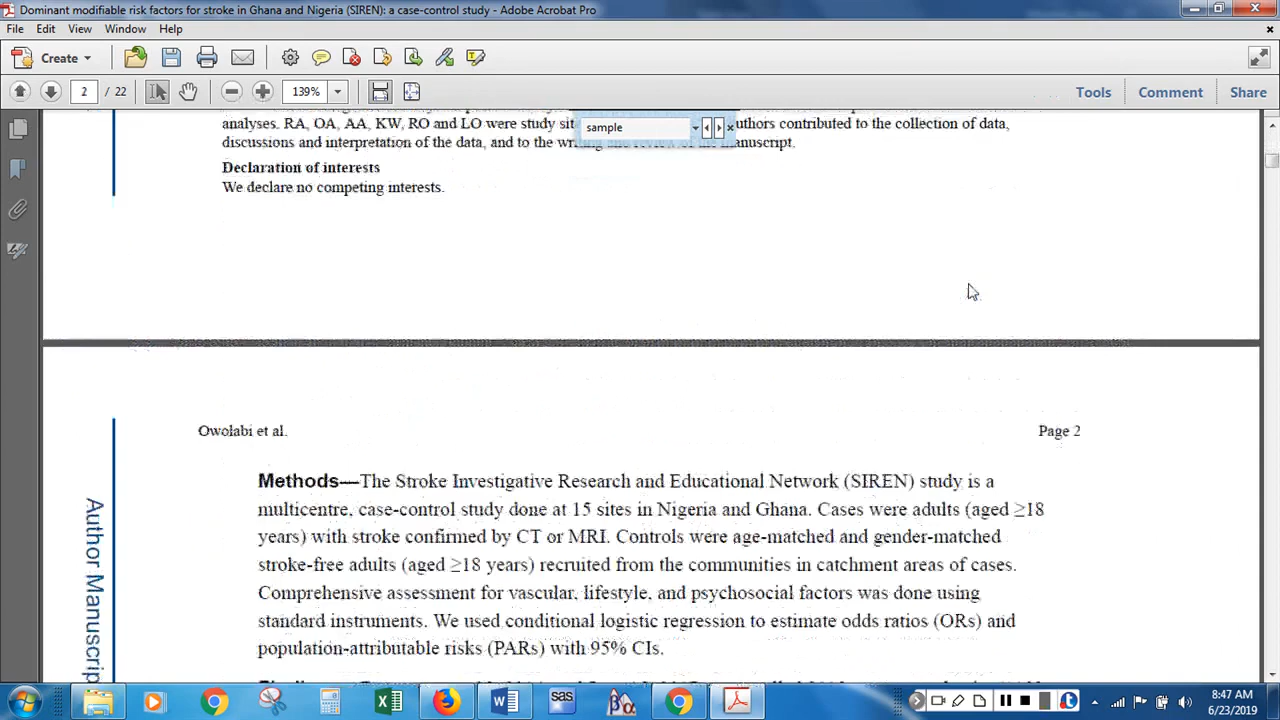 Dominant modifiable risk factors for stroke in Ghana and Nigeria (SIREN): a case-control study - Adobe Acrobat Pro
File Edit View Window Help
Create
2 / 22 139% Tools Comment Share
sample
analyses. RA, OA, AA, KW, RO and LO were study sit authors contributed to the collection of data,
discussions and interpretation of the data, and to the writing and review of the manuscript.
Declaration of interests
We declare no competing interests.
Owolabi et al. Page 2
Methods—The Stroke Investigative Research and Educational Network (SIREN) study is a
multicentre, case-control study done at 15 sites in Nigeria and Ghana. Cases were adults (aged ≥18
years) with stroke confirmed by CT or MRI. Controls were age-matched and gender-matched
stroke-free adults (aged ≥18 years) recruited from the communities in catchment areas of cases.
Comprehensive assessment for vascular, lifestyle, and psychosocial factors was done using
standard instruments. We used conditional logistic regression to estimate odds ratios (ORs) and
population-attributable risks (PARs) with 95% CIs.
Author Manuscrip
sas
βα
8:47 AM
6/23/2019